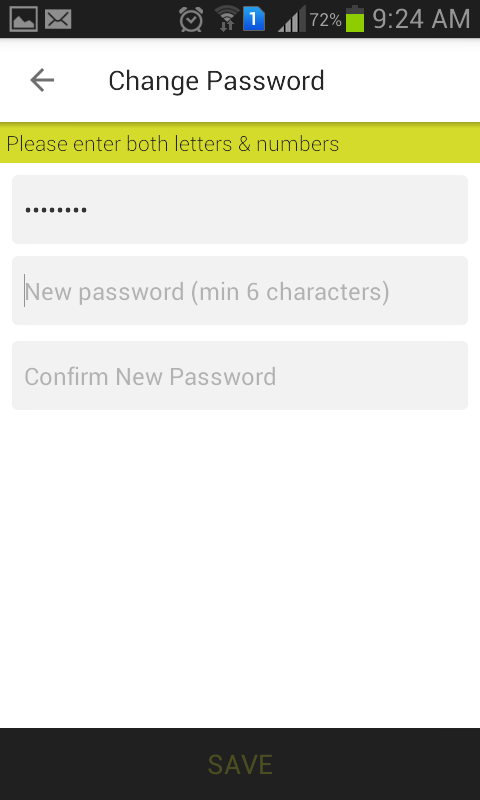 1 72% 9:24 AM
Change Password
Please enter both letters & numbers
••••••••
New password (min 6 characters)
Confirm New Password
SAVE